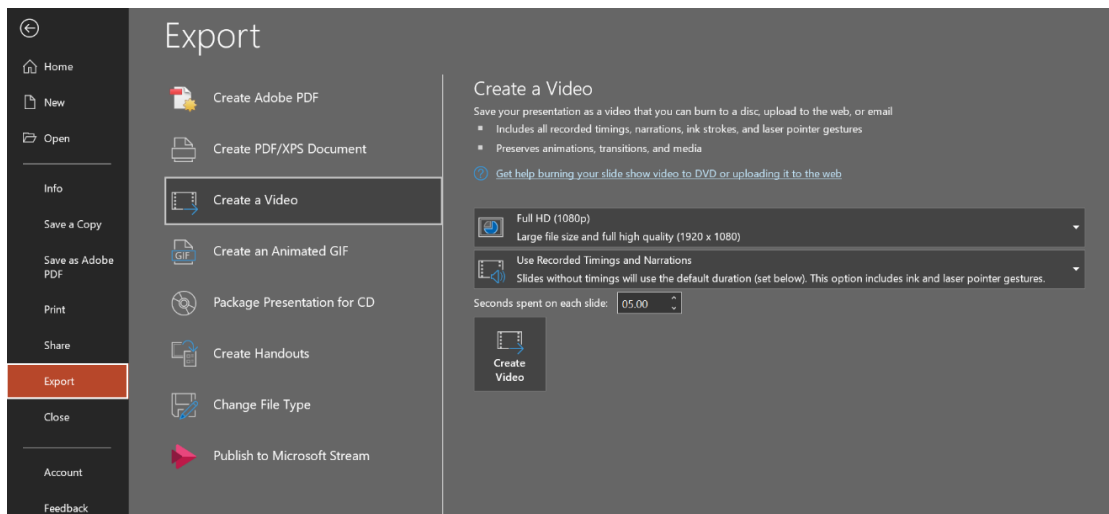 Export
Home
New
Open
Info
Save a Copy
Save as Adobe
PDF
Print
Share
Export
Close
Account
Feedback
Create Adobe PDF
Create PDF/XPS Document
Create a Video
GIF
Create an Animated GIF
Package Presentation for CD
Create Handouts
Change File Type
Publish to Microsoft Stream
Create a Video
Save your presentation as a video that you can burn to a disc, upload to the web, or email
Includes all recorded timings, narrations, ink strokes, and laser pointer gestures
Preserves animations, transitions, and media
Get help burning your slide show video to DVD or uploading it to the web
Full HD (1080p)
Large file size and full high quality (1920 x 1080)
Use Recorded Timings and Narrations
Slides without timings will use the default duration (set below). This option includes ink and laser pointer gestures.
Seconds spent on each slide: 05.00
Create
Video